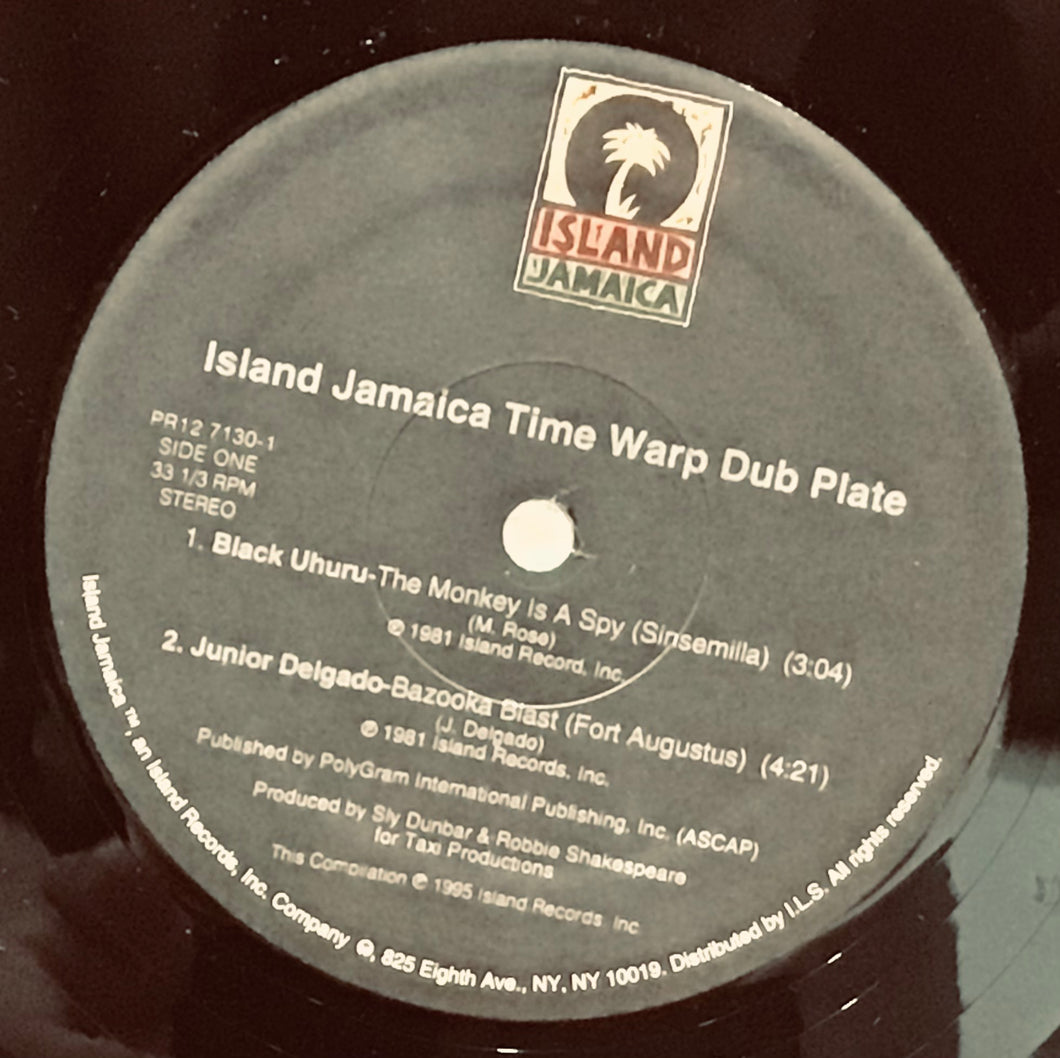 ISLAND
JAMAICA
Island Jamaica Time Warp Dub Plate
PR12 7130-1
SIDE ONE
33 1/3 RPM
STEREO
1. Black Uhuru-The Monkey Is A Spy (Sinsemilla) (3:04)
(M. Rose)
℗ 1981 Island Record, Inc.
2. Junior Delgado-Bazooka Blast (Fort Augustus) (4:21)
(J. Delgado)
℗ 1981 Island Records, Inc.
Published by PolyGram International Publishing, Inc. (ASCAP)
Produced by Sly Dunbar & Robbie Shakespeare
for Taxi Productions
This Compilation ℗ 1995 Island Records, Inc.
Island Jamaica ™, an Island Records, Inc. Company, 825 Eighth Ave., NY, NY 10019. Distributed by I.L.S. All rights reserved.